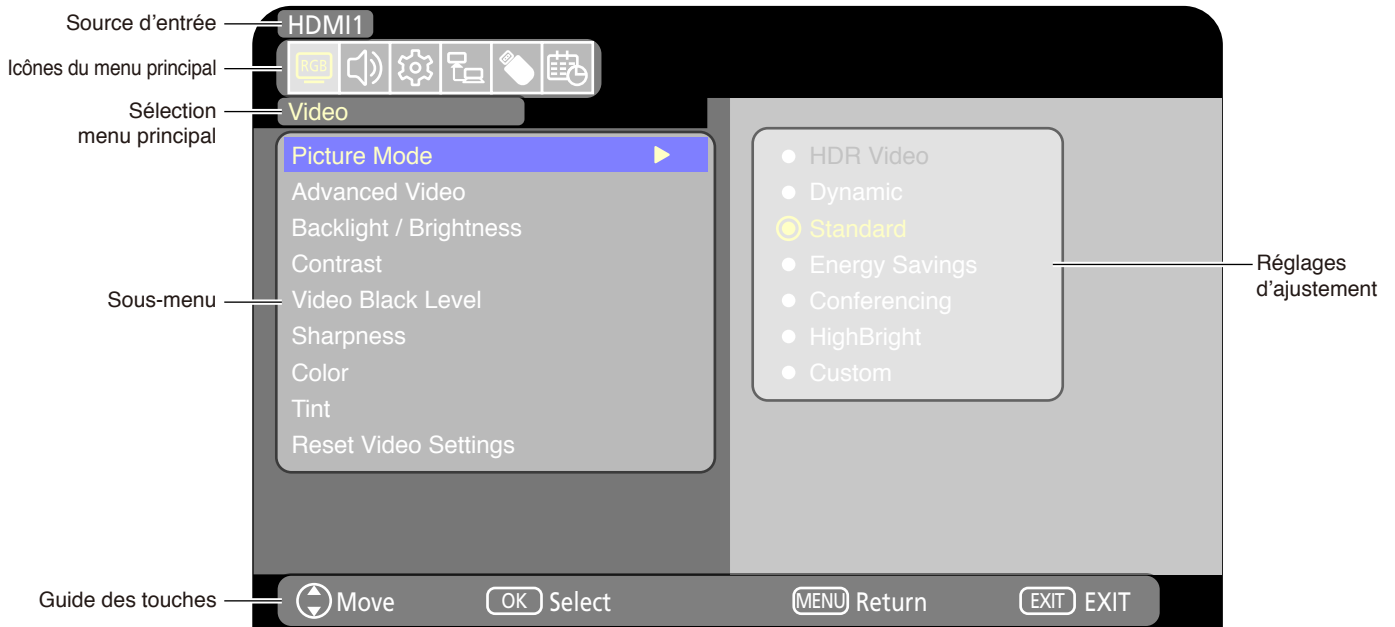 Source d'entrée
HDMI1
Icônes du menu principal
RGB
Sélection
menu principal
Video
Picture Mode
Advanced Video
Backlight / Brightness
Contrast
Sous-menu
Video Black Level
Sharpness
Color
Tint
Reset Video Settings
HDR Video
Dynamic
Standard
Energy Savings
Conferencing
HighBright
Custom
Réglages
d'ajustement
Guide des touches
Move
OK Select
MENU Return
EXIT EXIT